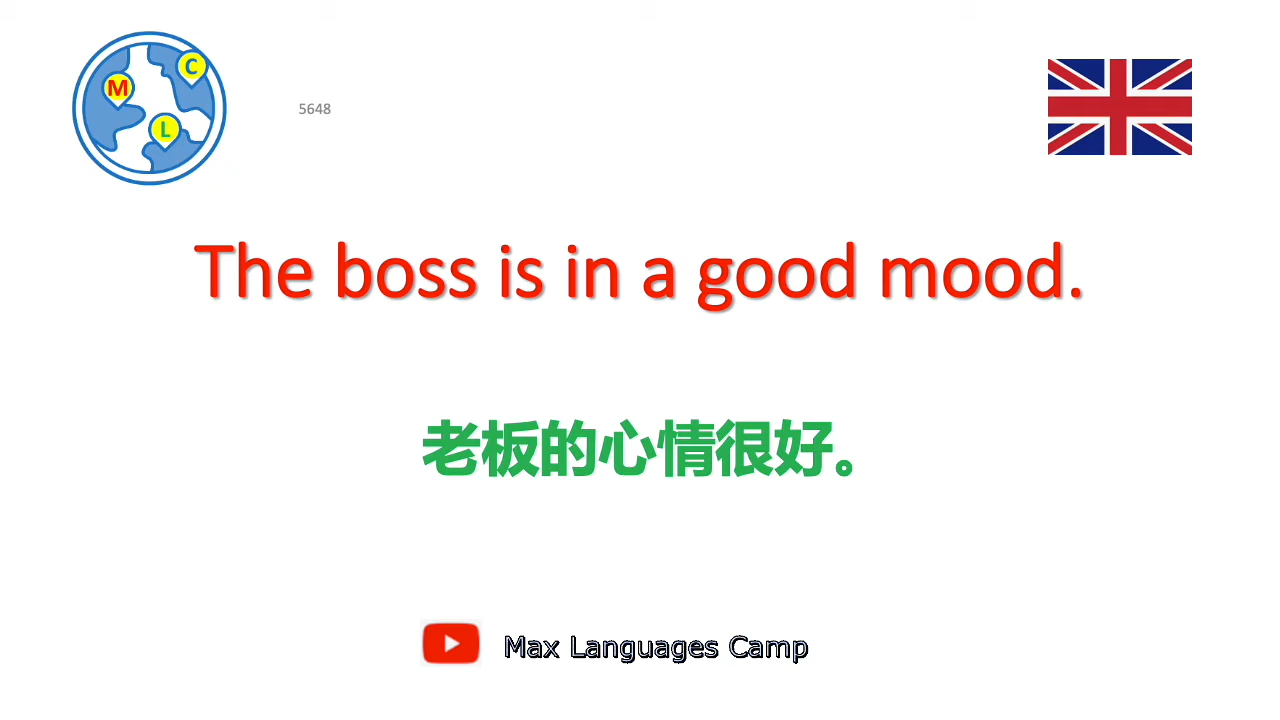 C
M
L
5648
The boss is in a good mood.
老板的心情很好。
Max Languages Camp